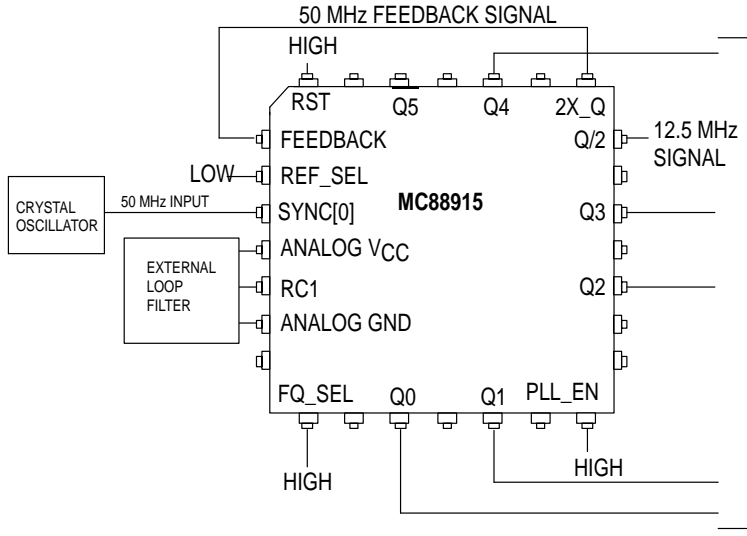 50 MHz FEEDBACK SIGNAL
HIGH
RST
Q5
Q4
2X_Q
FEEDBACK
Q/2
12.5 MHz
SIGNAL
LOW
REF_SEL
MC88915
CRYSTAL
OSCILLATOR
50 MHz INPUT
SYNC[0]
Q3
ANALOG VCC
EXTERNAL
LOOP
FILTER
RC1
Q2
ANALOG GND
FQ_SEL
Q0
Q1
PLL_EN
HIGH
HIGH